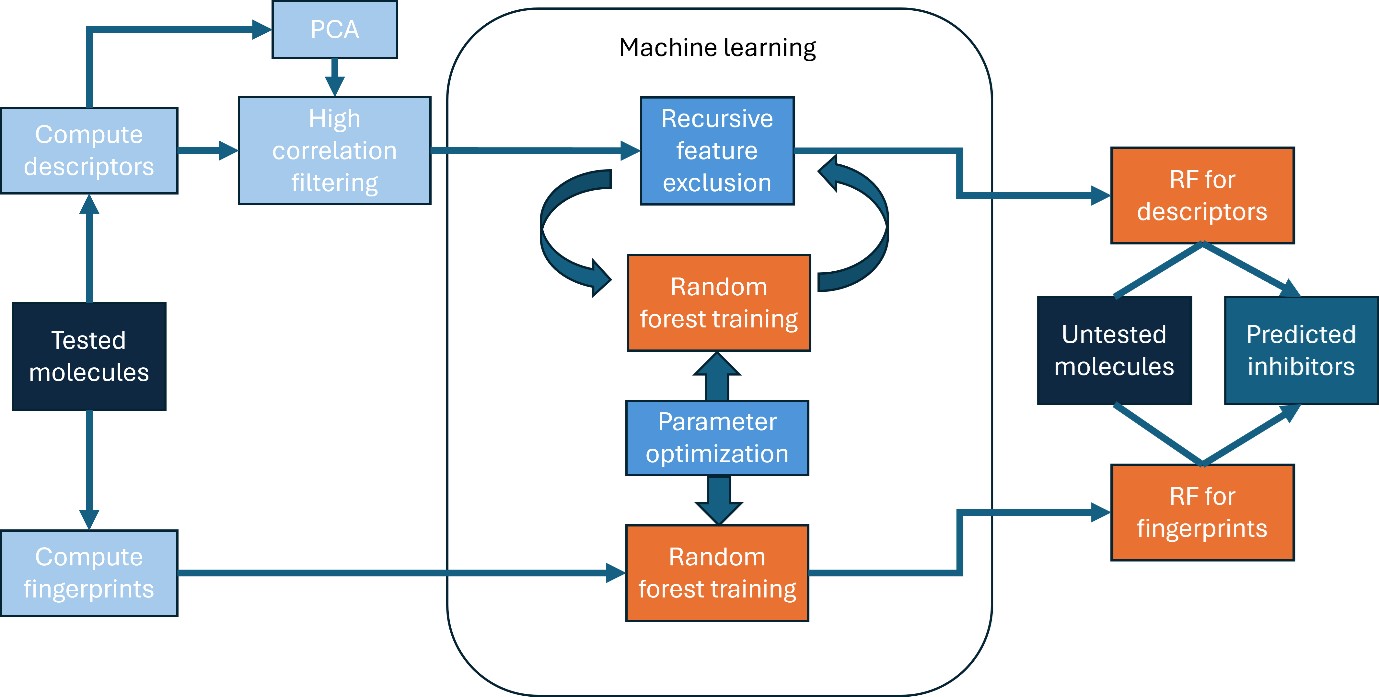 PCA
Machine learning
Compute
descriptors
High
correlation
filtering
Recursive
feature
exclusion
RF for
descriptors
Tested
molecules
Random
forest training
Untested
molecules
Predicted
inhibitors
Parameter
optimization
Compute
fingerprints
Random
forest training
RF for
fingerprints